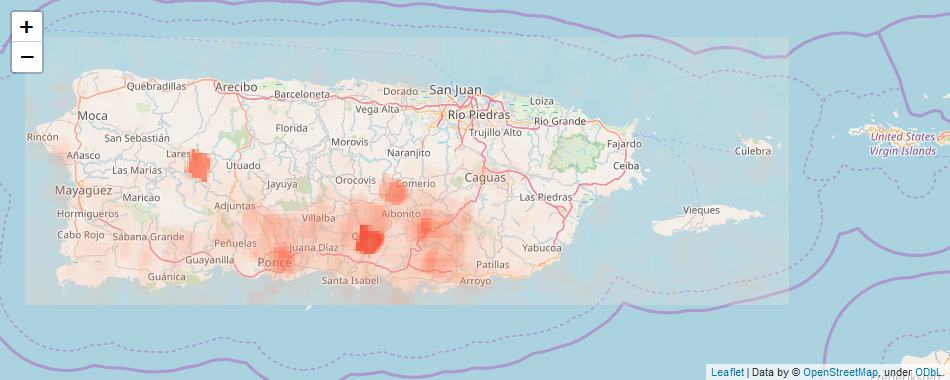 +
−
Quebradillas
Arecibo
Barceloneta
Dorado
San Juan
Loíza
Moca
Vega Alta
Río Piedras
Río Grande
Rincón
San Sebastián
Florida
Morovis
Trujillo Alto
Fajardo
United States
Virgin Islands
Añasco
Lares
Naranjito
Culebra
Las Marías
Utuado
Ceiba
Mayagüez
Jayuya
Orocovis
Comerío
Caguas
Maricao
Las Piedras
Hormigueros
Adjuntas
Villalba
Aibonito
Vieques
Cabo Rojo
Sábana Grande
Peñuelas
Juana Díaz
Yabucoa
Guayanilla
Ponce
Patillas
Guánica
Santa Isabel
Arroyo
Leaflet | Data by © OpenStreetMap, under ODbL.